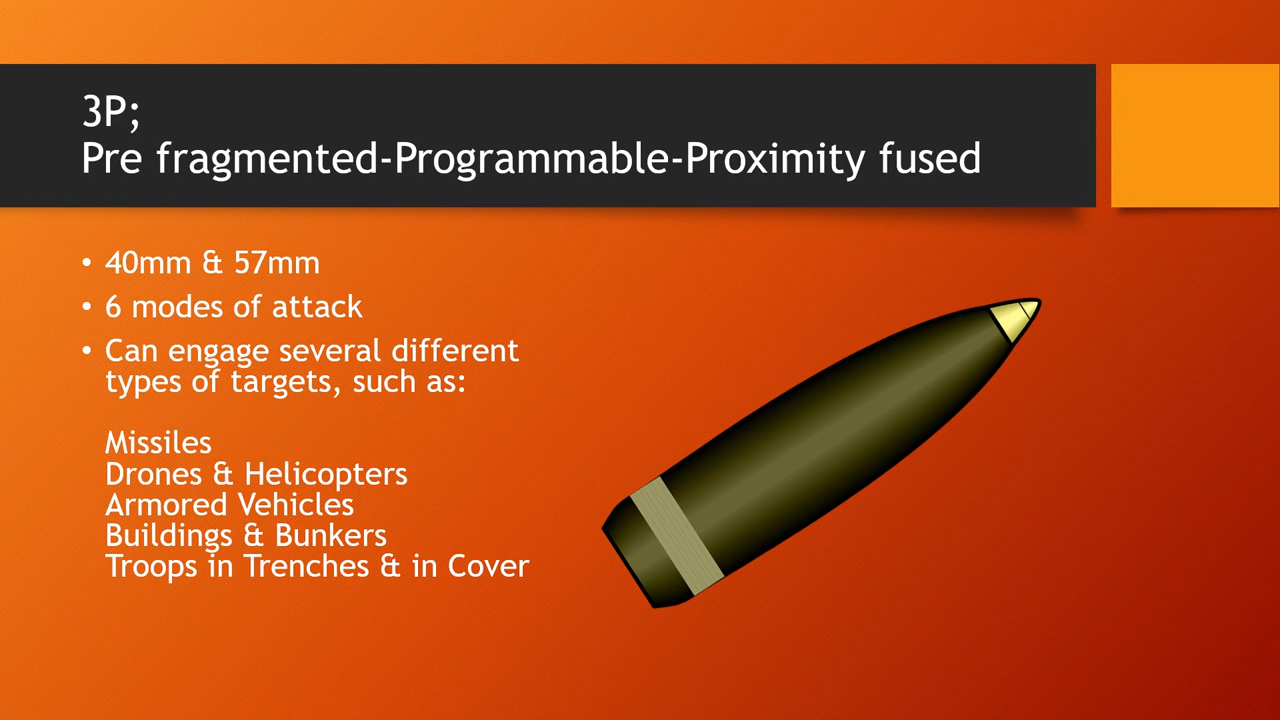 3P;
Pre fragmented-Programmable-Proximity fused
• 40mm & 57mm
• 6 modes of attack
• Can engage several different
types of targets, such as:
Missiles
Drones & Helicopters
Armored Vehicles
Buildings & Bunkers
Troops in Trenches & in Cover